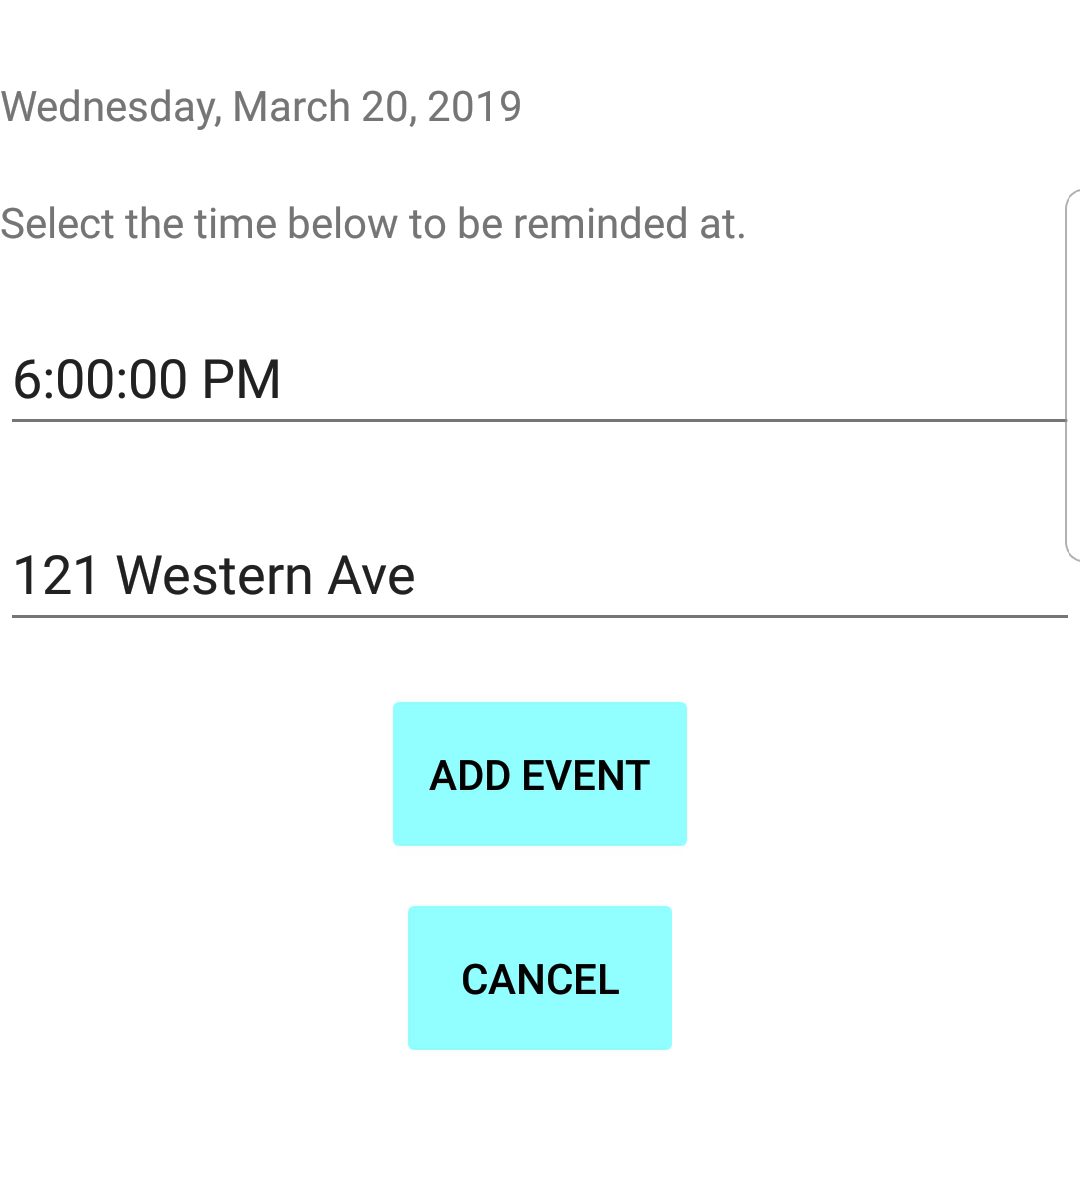 Wednesday, March 20, 2019
Select the time below to be reminded at.
6:00:00 PM
121 Western Ave
ADD EVENT
CANCEL